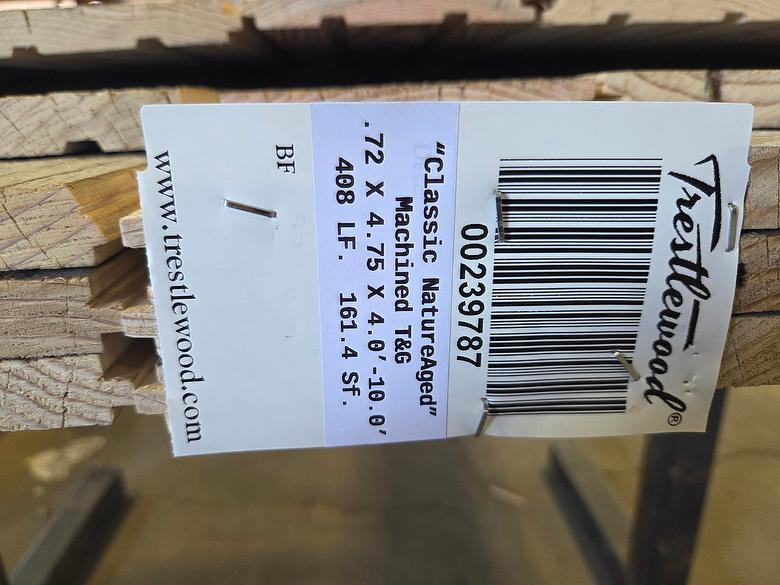 Trestlewood®
00239787
"Classic NatureAged"
Machined T&G
.72 X 4.75 X 4.0'-10.0'
408 LF. 161.4 Sf.
BF
www.trestlewood.com